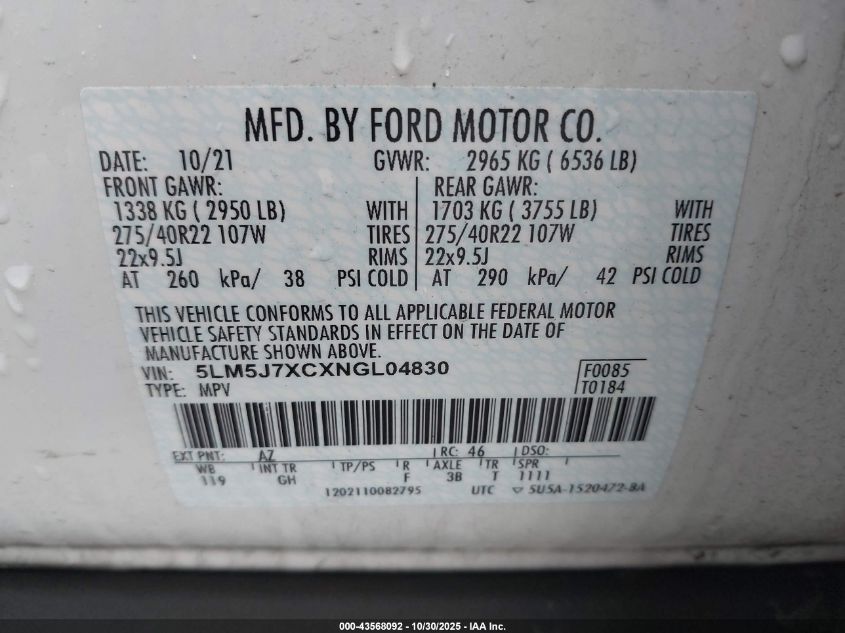 MFD. BY FORD MOTOR CO.
DATE: 10/21 GVWR: 2965 KG ( 6536 LB)
FRONT GAWR: REAR GAWR:
1338 KG ( 2950 LB) WITH 1703 KG ( 3755 LB) WITH
275/40R22 107W TIRES 275/40R22 107W TIRES
22x9.5J RIMS 22x9.5J RIMS
AT 260 kPa/ 38 PSI COLD AT 290 kPa/ 42 PSI COLD
THIS VEHICLE CONFORMS TO ALL APPLICABLE FEDERAL MOTOR
VEHICLE SAFETY STANDARDS IN EFFECT ON THE DATE OF
MANUFACTURE SHOWN ABOVE.
VIN: 5LM5J7XCXNGL04830 F0085
TYPE: MPV T0184
EXT PNT: AZ RC: 46 DSO:
WB INT TR TP/PS R AXLE TR SPR
119 GH F 3B T 1111
1202110082795 UTC ▽ 5U5A-1520472-BA
000-43568092 - 10/30/2025 - IAA Inc.